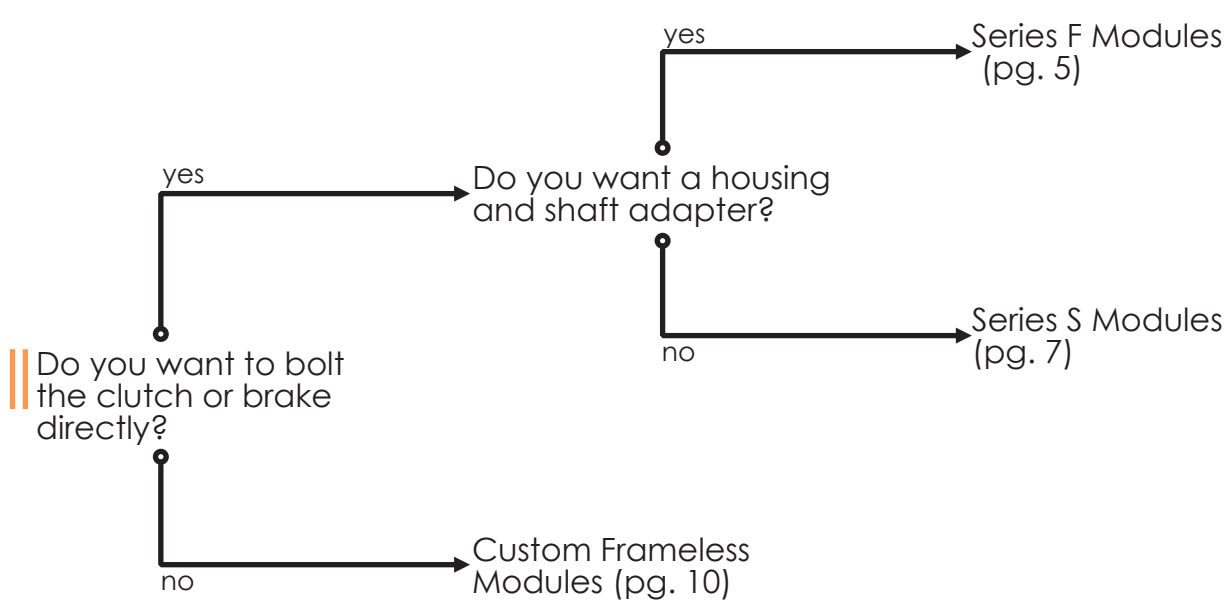 yes
Series F Modules
(pg. 5)
yes
Do you want a housing
and shaft adapter?
no
Series S Modules
(pg. 7)
Do you want to bolt
the clutch or brake
directly?
no
Custom Frameless
Modules (pg. 10)